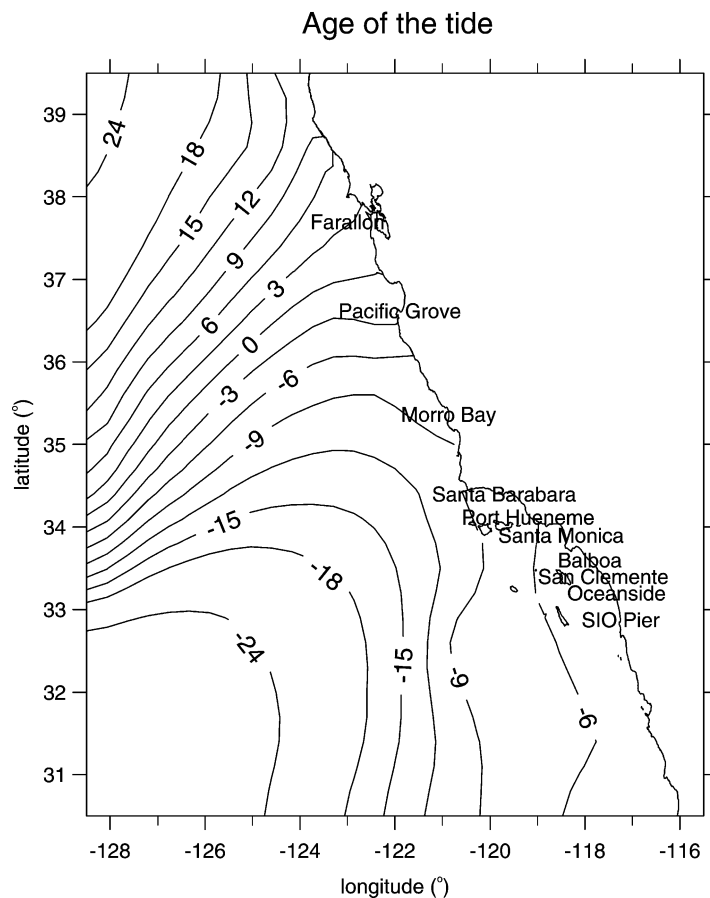 Age of the tide
39
38
37
36
35
34
33
32
31
latitude (°)
24
18
15
12
9
6
3
0
-3
-6
-9
-15
-18
-24
-15
-9
-6
Farallon
Pacific Grove
Morro Bay
Santa Barabara
Port Hueneme
Santa Monica
Balboa
San Clemente
Oceanside
SIO Pier
-128
-126
-124
-122
-120
-118
-116
longitude (°)